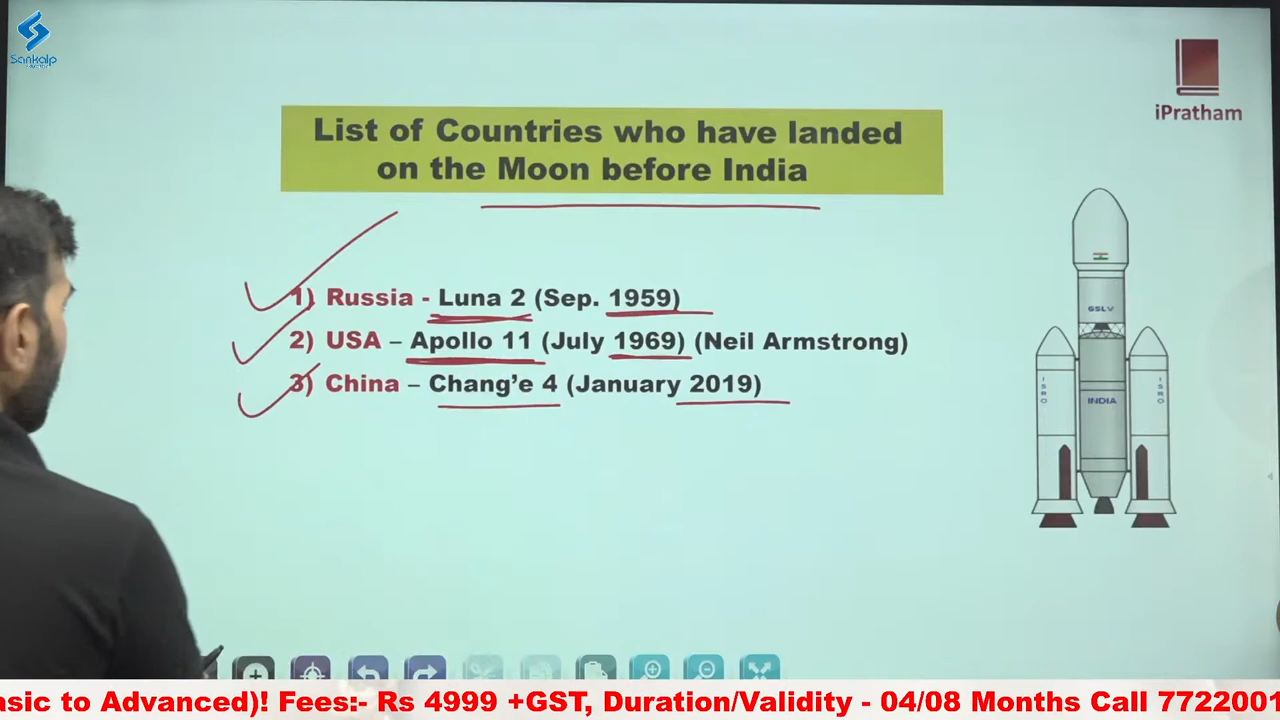 Sankalp
iPratham
List of Countries who have landed
on the Moon before India
1) Russia - Luna 2 (Sep. 1959)
2) USA – Apollo 11 (July 1969) (Neil Armstrong)
3) China – Chang’e 4 (January 2019)
GSLV
ISRO
INDIA
ISRO
asic to Advanced)! Fees:- Rs 4999 +GST, Duration/Validity - 04/08 Months Call 7722001